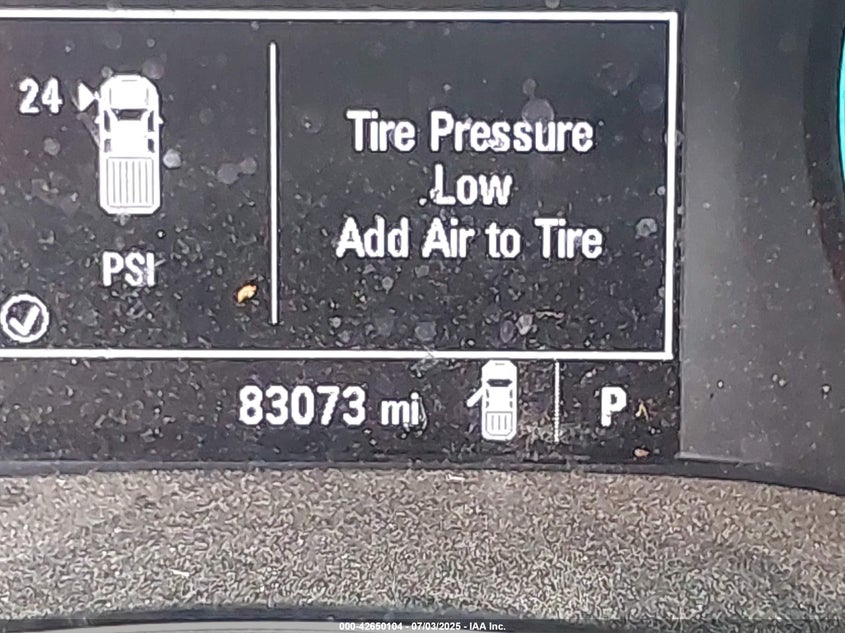 24
Tire Pressure
Low
Add Air to Tire
PSI
83073 mi
P
000-42650104 - 07/03/2025 - IAA Inc.